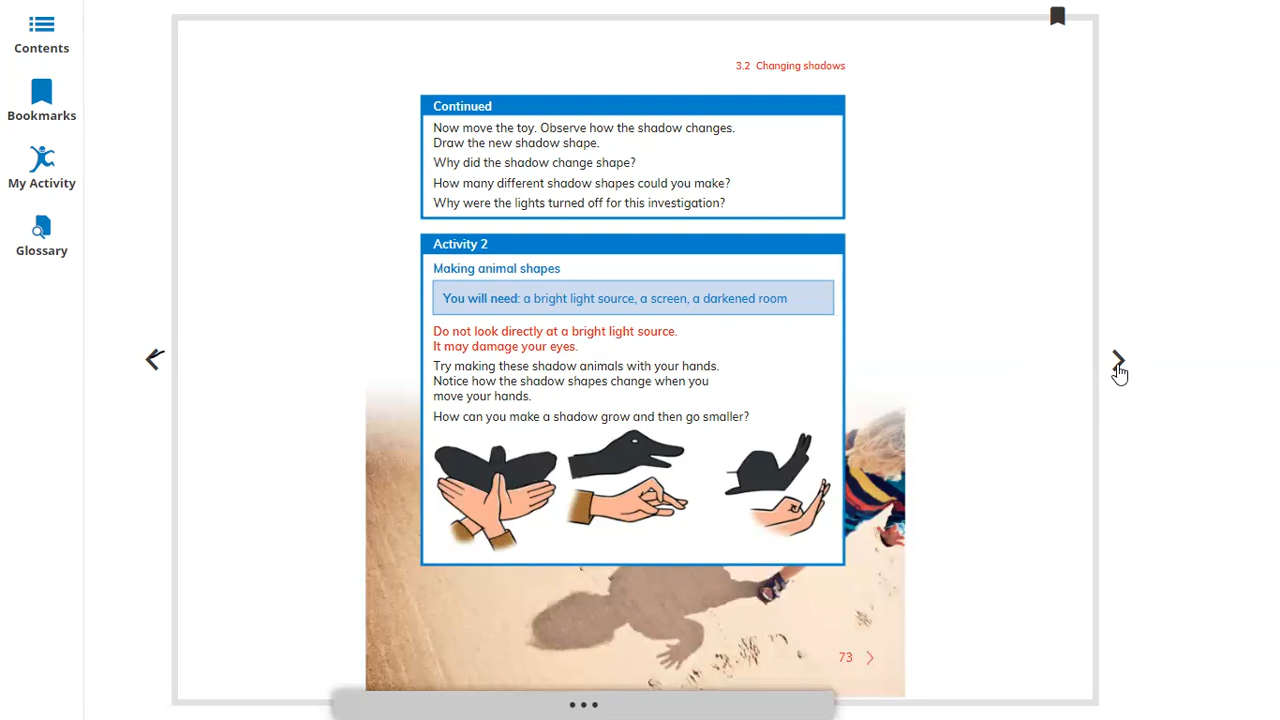 Contents
Bookmarks
My Activity
Glossary
3.2 Changing shadows
Continued
Now move the toy. Observe how the shadow changes.
Draw the new shadow shape.
Why did the shadow change shape?
How many different shadow shapes could you make?
Why were the lights turned off for this investigation?
Activity 2
Making animal shapes
You will need: a bright light source, a screen, a darkened room
Do not look directly at a bright light source.
It may damage your eyes.
Try making these shadow animals with your hands.
Notice how the shadow shapes change when you
move your hands.
How can you make a shadow grow and then go smaller?
73